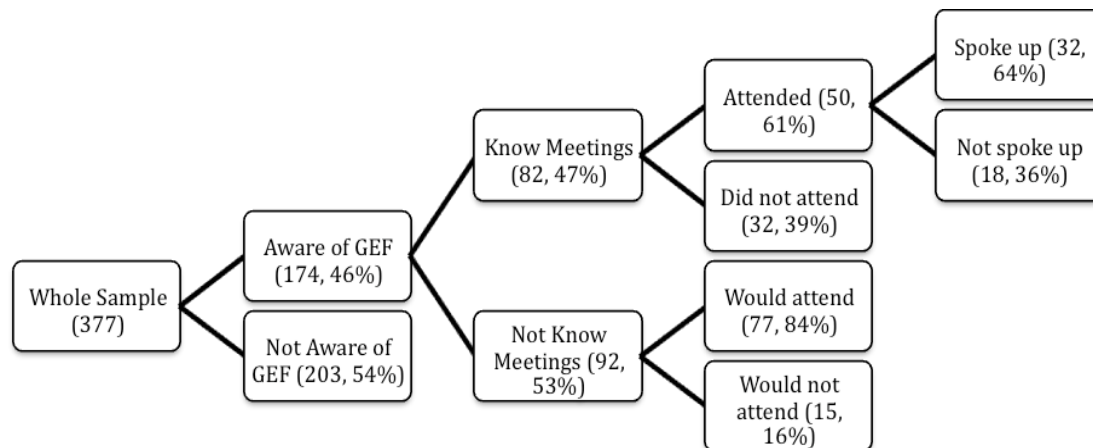 Whole Sample
(377)
Aware of GEF
(174, 46%)
Not Aware of
GEF (203, 54%)
Know Meetings
(82, 47%)
Not Know
Meetings (92,
53%)
Attended (50,
61%)
Did not attend
(32, 39%)
Would attend
(77, 84%)
Would not
attend (15,
16%)
Spoke up (32,
64%)
Not spoke up
(18, 36%)